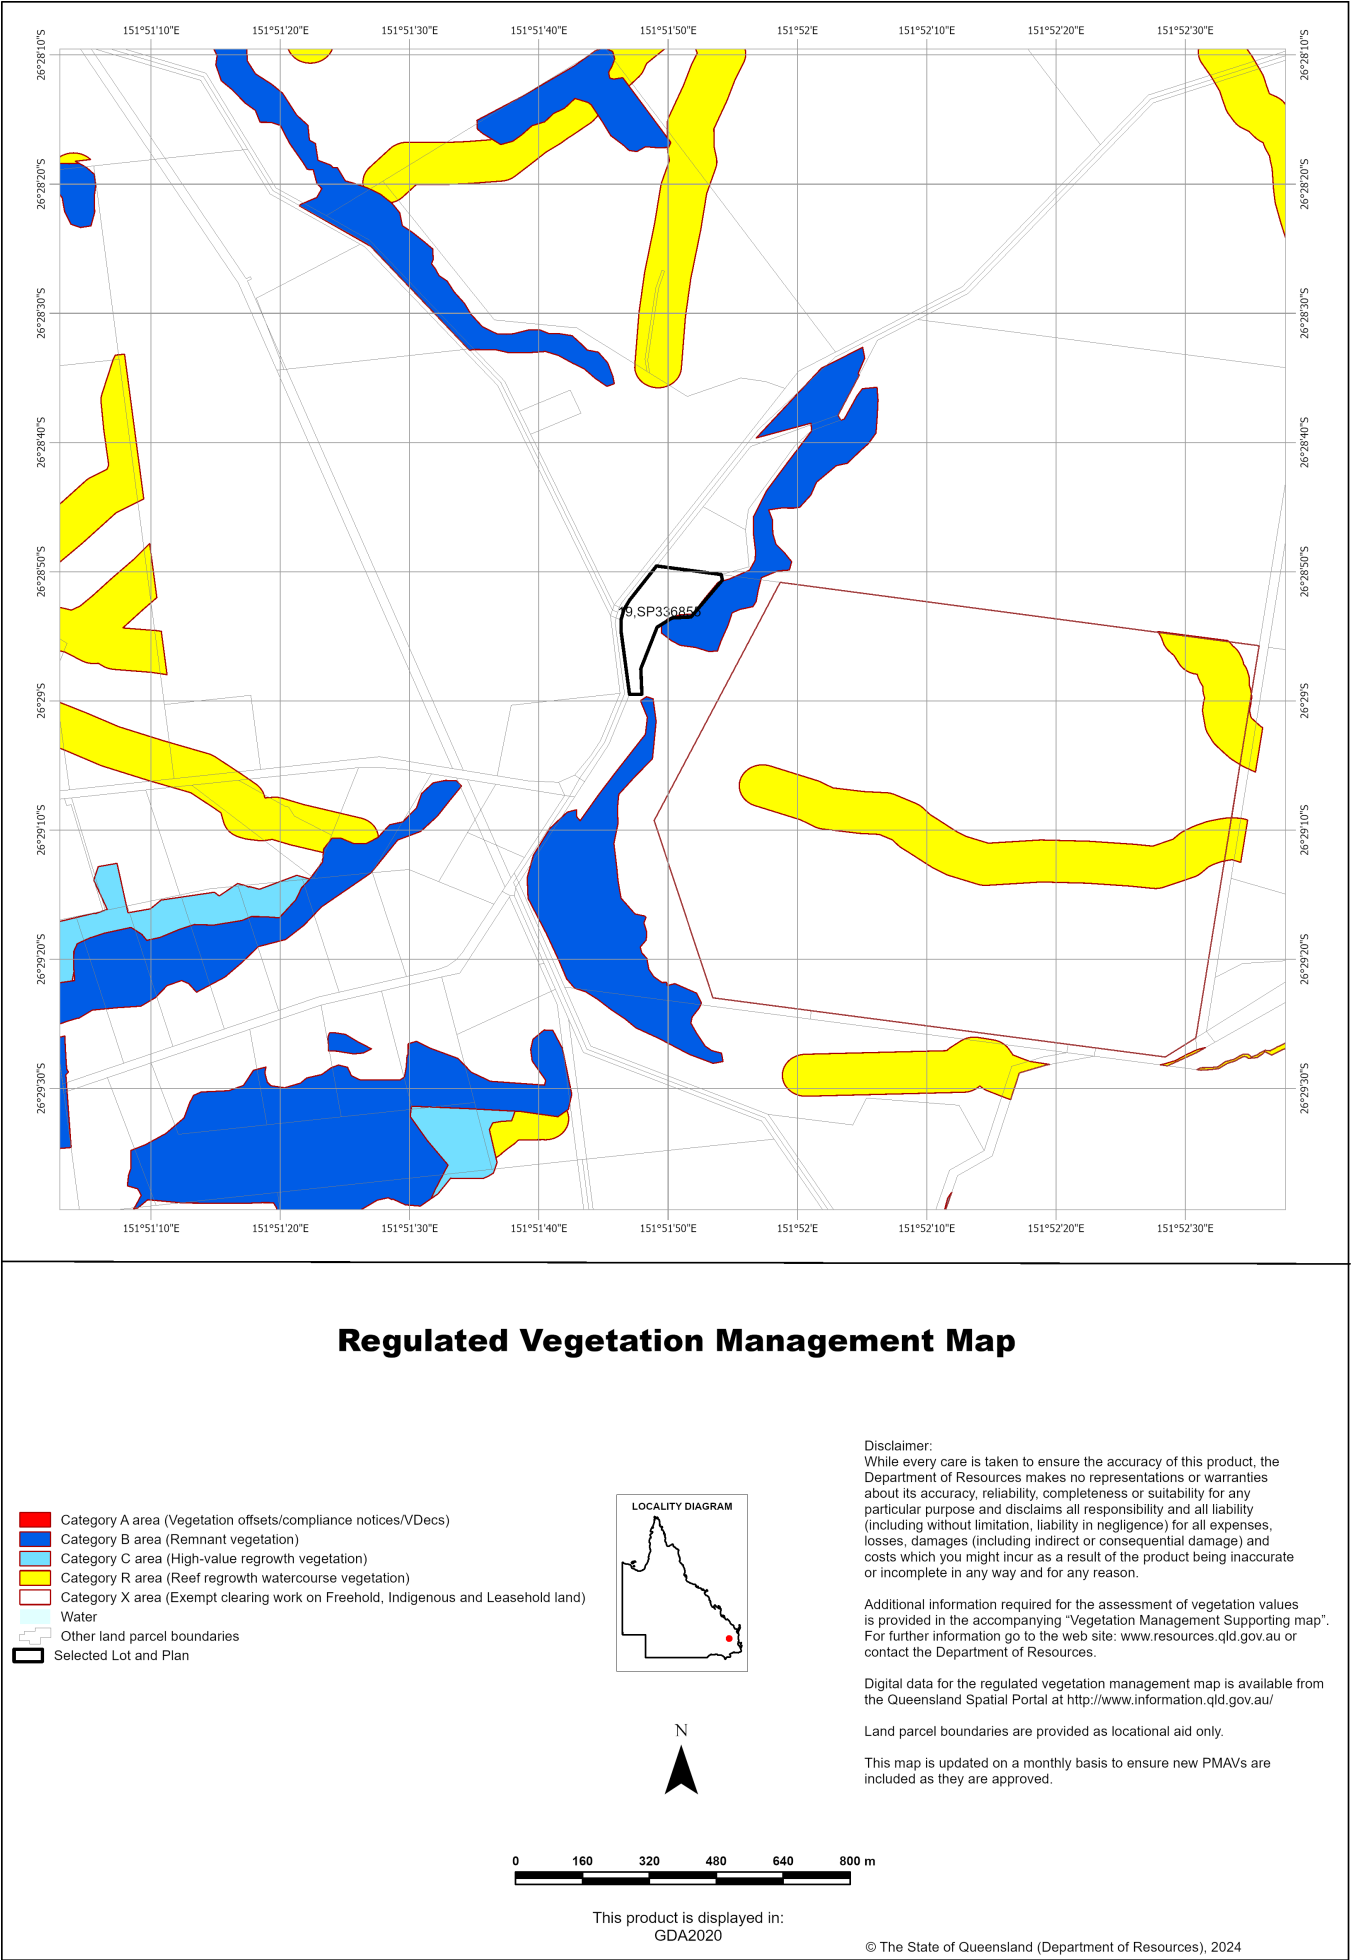 151°51'10"E 151°51'20"E 151°51'30"E 151°51'40"E 151°51'50"E 151°52'E 151°52'10"E 151°52'20"E 151°52'30"E
26°28'10"S 26°28'10"S
26°28'20"S 26°28'20"S
26°28'30"S 26°28'30"S
26°28'40"S 26°28'40"S
26°28'50"S 26°28'50"S
19,SP336855
26°29'S 26°29'S
26°29'10"S 26°29'10"S
26°29'20"S 26°29'20"S
26°29'30"S 26°29'30"S
151°51'10"E 151°51'20"E 151°51'30"E 151°51'40"E 151°51'50"E 151°52'E 151°52'10"E 151°52'20"E 151°52'30"E
Regulated Vegetation Management Map
Category A area (Vegetation offsets/compliance notices/VDecs)
Category B area (Remnant vegetation)
Category C area (High-value regrowth vegetation)
Category R area (Reef regrowth watercourse vegetation)
Category X area (Exempt clearing work on Freehold, Indigenous and Leasehold land)
Water
Other land parcel boundaries
Selected Lot and Plan
LOCALITY DIAGRAM
N
0 160 320 480 640 800 m
This product is displayed in:
GDA2020
Disclaimer:
While every care is taken to ensure the accuracy of this product, the
Department of Resources makes no representations or warranties
about its accuracy, reliability, completeness or suitability for any
particular purpose and disclaims all responsibility and all liability
(including without limitation, liability in negligence) for all expenses,
losses, damages (including indirect or consequential damage) and
costs which you might incur as a result of the product being inaccurate
or incomplete in any way and for any reason.
Additional information required for the assessment of vegetation values
is provided in the accompanying “Vegetation Management Supporting map”.
For further information go to the web site: www.resources.qld.gov.au or
contact the Department of Resources.
Digital data for the regulated vegetation management map is available from
the Queensland Spatial Portal at http://www.information.qld.gov.au/
Land parcel boundaries are provided as locational aid only.
This map is updated on a monthly basis to ensure new PMAVs are
included as they are approved.
© The State of Queensland (Department of Resources), 2024